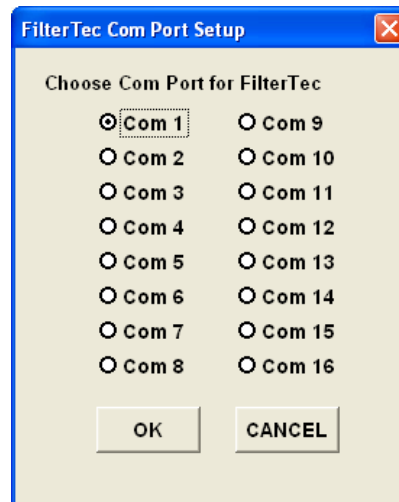 FilterTec Com Port Setup
Choose Com Port for FilterTec
Com 1
Com 2
Com 3
Com 4
Com 5
Com 6
Com 7
Com 8
Com 9
Com 10
Com 11
Com 12
Com 13
Com 14
Com 15
Com 16
OK
CANCEL